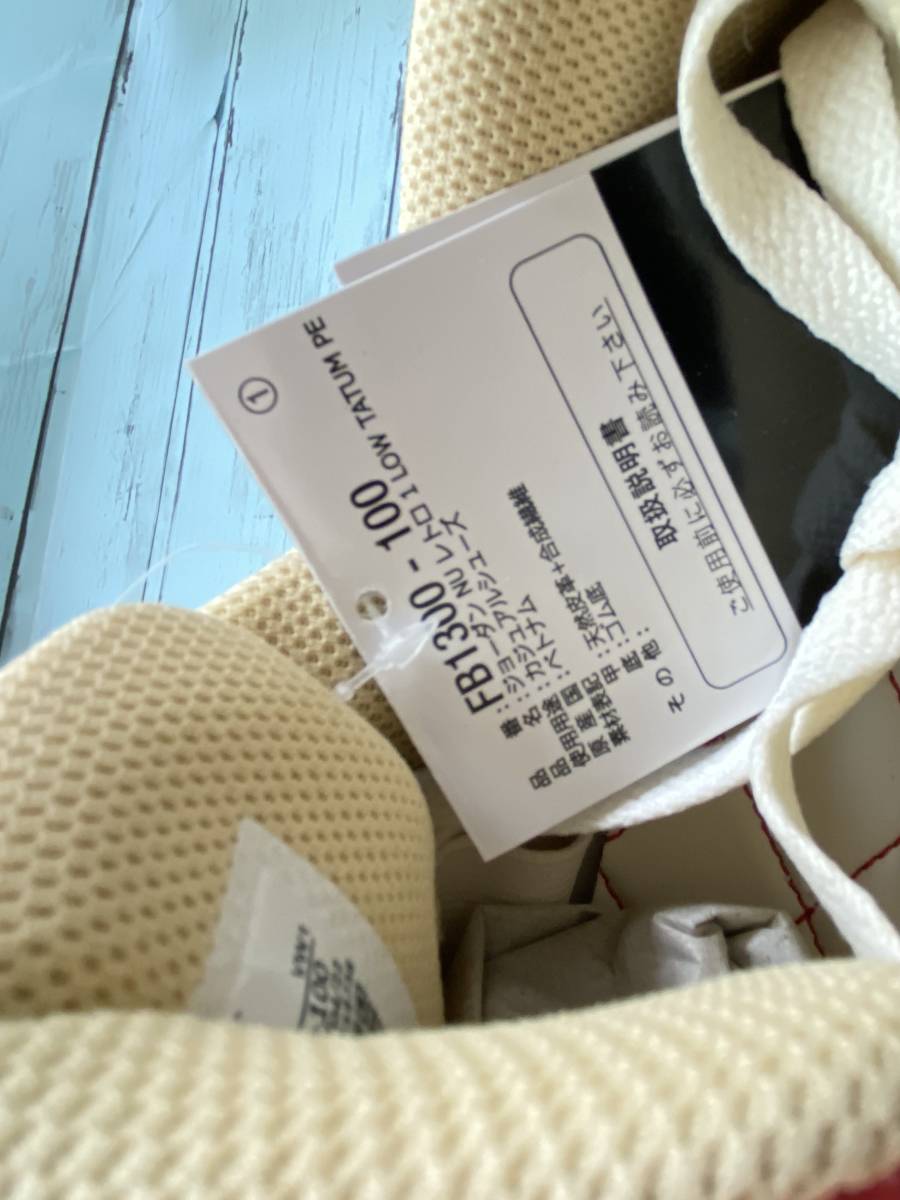 ①
品 番 : FB1300 - 100
品 名 : ジョーダン NU レトロ 1 LOW TATUM PE
使用用途 : カジュアルシューズ
原 産 国 : ベトナム
素材表記 甲 : 天然皮革+合成繊維
底 : ゴム底
その他 :
取扱説明書
ご使用前に必ずお読み下さい